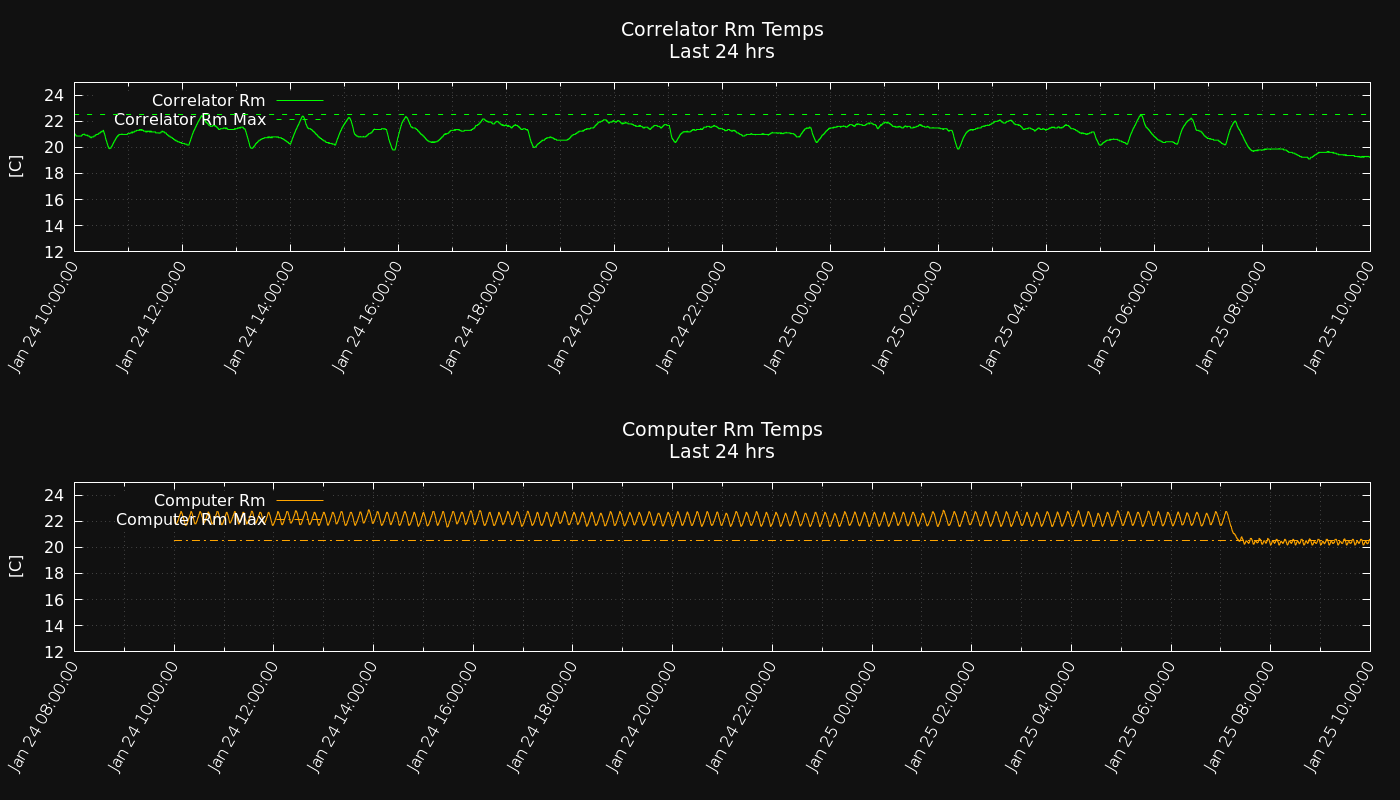 Correlator Rm Temps
Last 24 hrs
Correlator Rm
Correlator Rm Max
[C]
24
22
20
18
16
14
12
Jan 24 10:00:00
Jan 24 12:00:00
Jan 24 14:00:00
Jan 24 16:00:00
Jan 24 18:00:00
Jan 24 20:00:00
Jan 24 22:00:00
Jan 25 00:00:00
Jan 25 02:00:00
Jan 25 04:00:00
Jan 25 06:00:00
Jan 25 08:00:00
Jan 25 10:00:00
Computer Rm Temps
Last 24 hrs
Computer Rm
Computer Rm Max
[C]
24
22
20
18
16
14
12
Jan 24 08:00:00
Jan 24 10:00:00
Jan 24 12:00:00
Jan 24 14:00:00
Jan 24 16:00:00
Jan 24 18:00:00
Jan 24 20:00:00
Jan 24 22:00:00
Jan 25 00:00:00
Jan 25 02:00:00
Jan 25 04:00:00
Jan 25 06:00:00
Jan 25 08:00:00
Jan 25 10:00:00